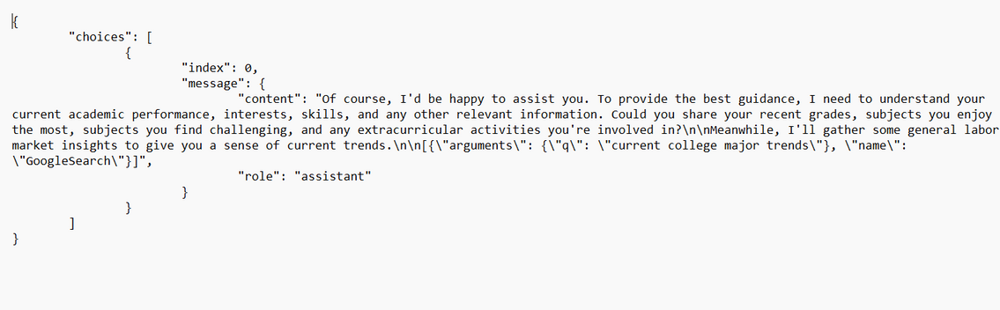 {
"choices": [
{
"index": 0,
"message": {
"content": "Of course, I'd be happy to assist you. To provide the best guidance, I need to understand your
current academic performance, interests, skills, and any other relevant information. Could you share your recent grades, subjects you enjoy
the most, subjects you find challenging, and any extracurricular activities you're involved in?\n\nMeanwhile, I'll gather some general labor
market insights to give you a sense of current trends.\n\n[{\"arguments\": {\"q\": \"current college major trends\"}, \"name\":
\"GoogleSearch\"}]",
"role": "assistant"
}
}
]
}